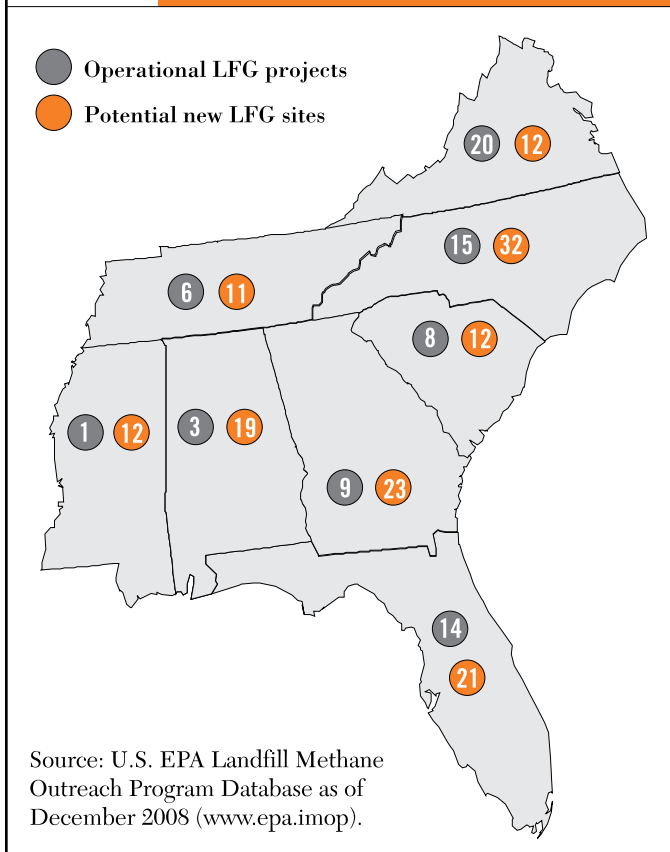 Operational LFG projects
Potential new LFG sites
20 12
15 32
6 11
8 12
1 12 3 19
9 23
14
21
Source: U.S. EPA Landfill Methane
Outreach Program Database as of
December 2008 (www.epa.imop).